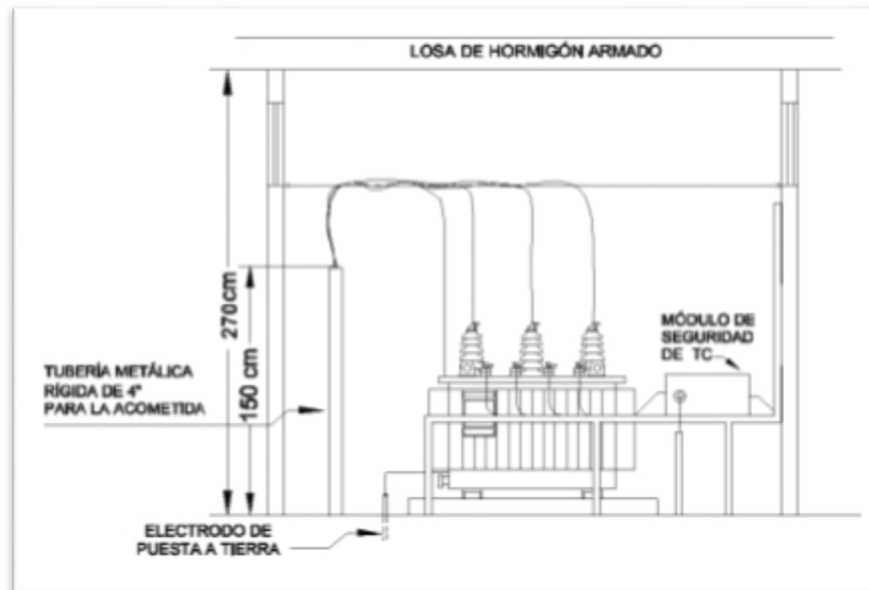 LOSA DE HORMIGÓN ARMADO
270cm
150 cm
MÓDULO DE
SEGURIDAD
DE TC
TUBERÍA METÁLICA
RÍGIDA DE 4"
PARA LA ACOMETIDA
ELECTRODO DE
PUESTA A TIERRA